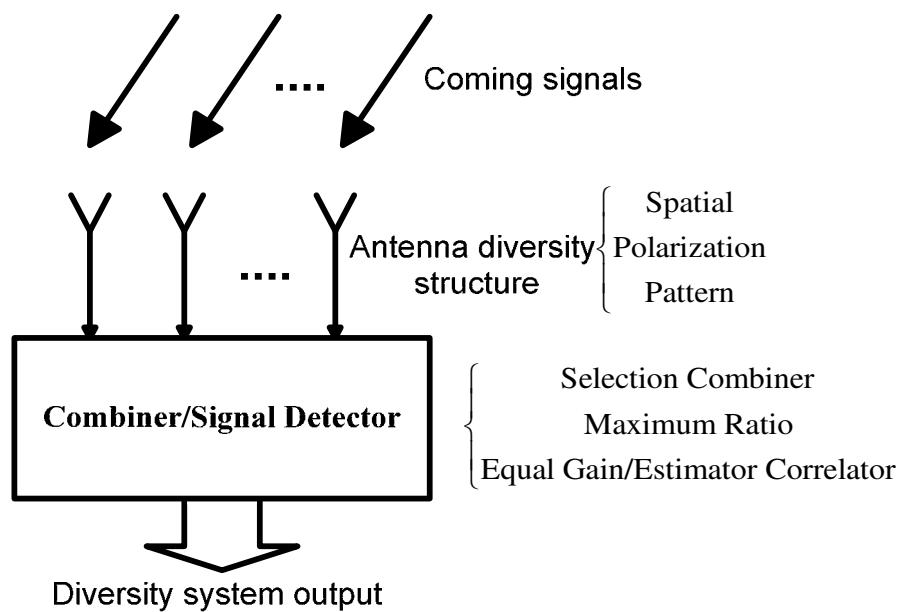 Coming signals
Antenna diversity
structure
Spatial
Polarization
Pattern
Combiner/Signal Detector
Selection Combiner
Maximum Ratio
Equal Gain/Estimator Correlator
Diversity system output